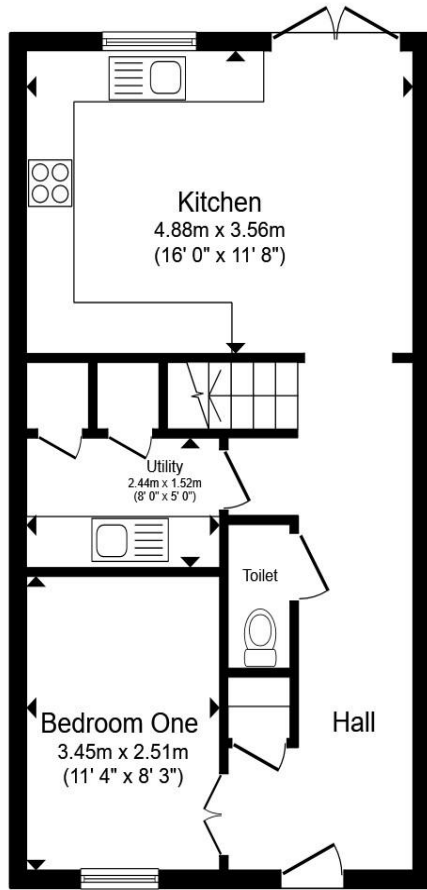 Kitchen
4.88m x 3.56m
(16' 0" x 11' 8")
Utility
2.44m x 1.52m
(8' 0" x 5' 0")
Toilet
Bedroom One
3.45m x 2.51m
(11' 4" x 8' 3")
Hall